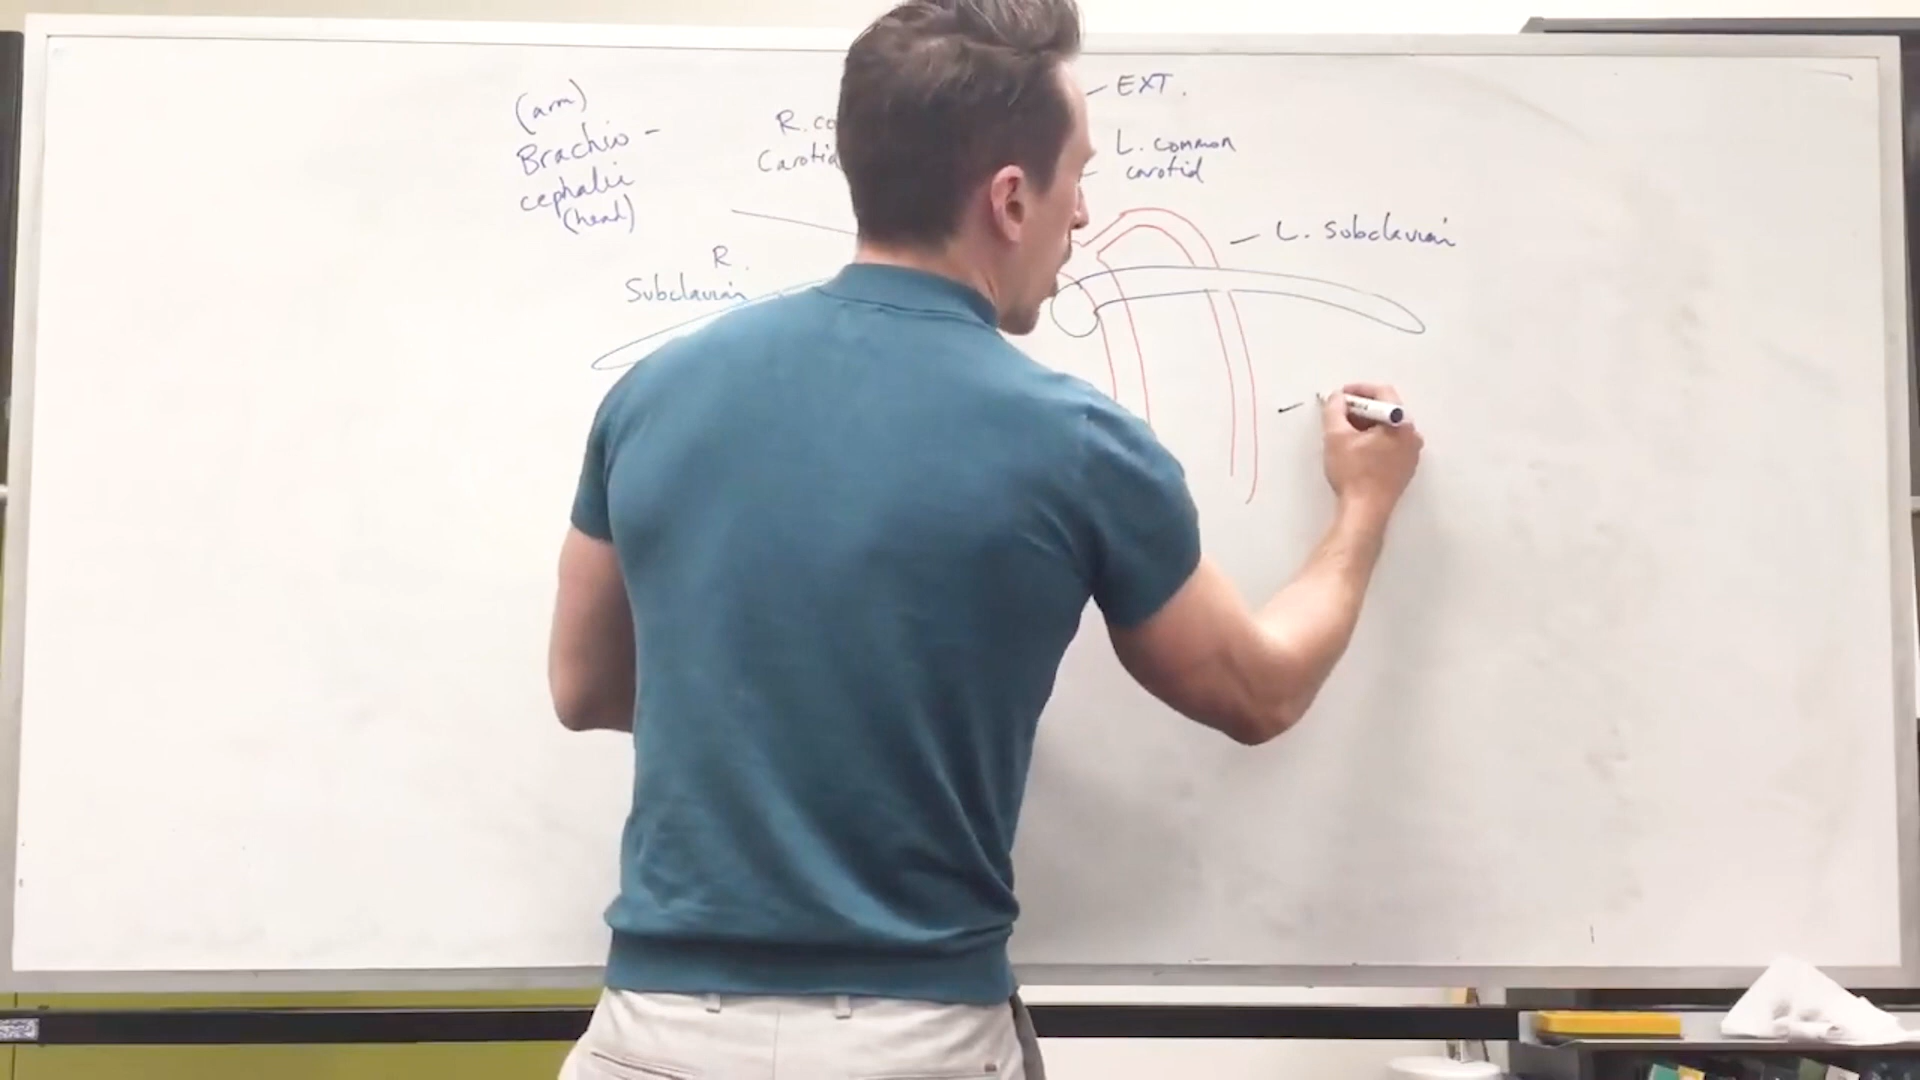 (arm)
Brachio-
cephalic
(head)
R. co
Carotid
EXT.
L. common
carotid
L. Subclavian
R.
Subclavian